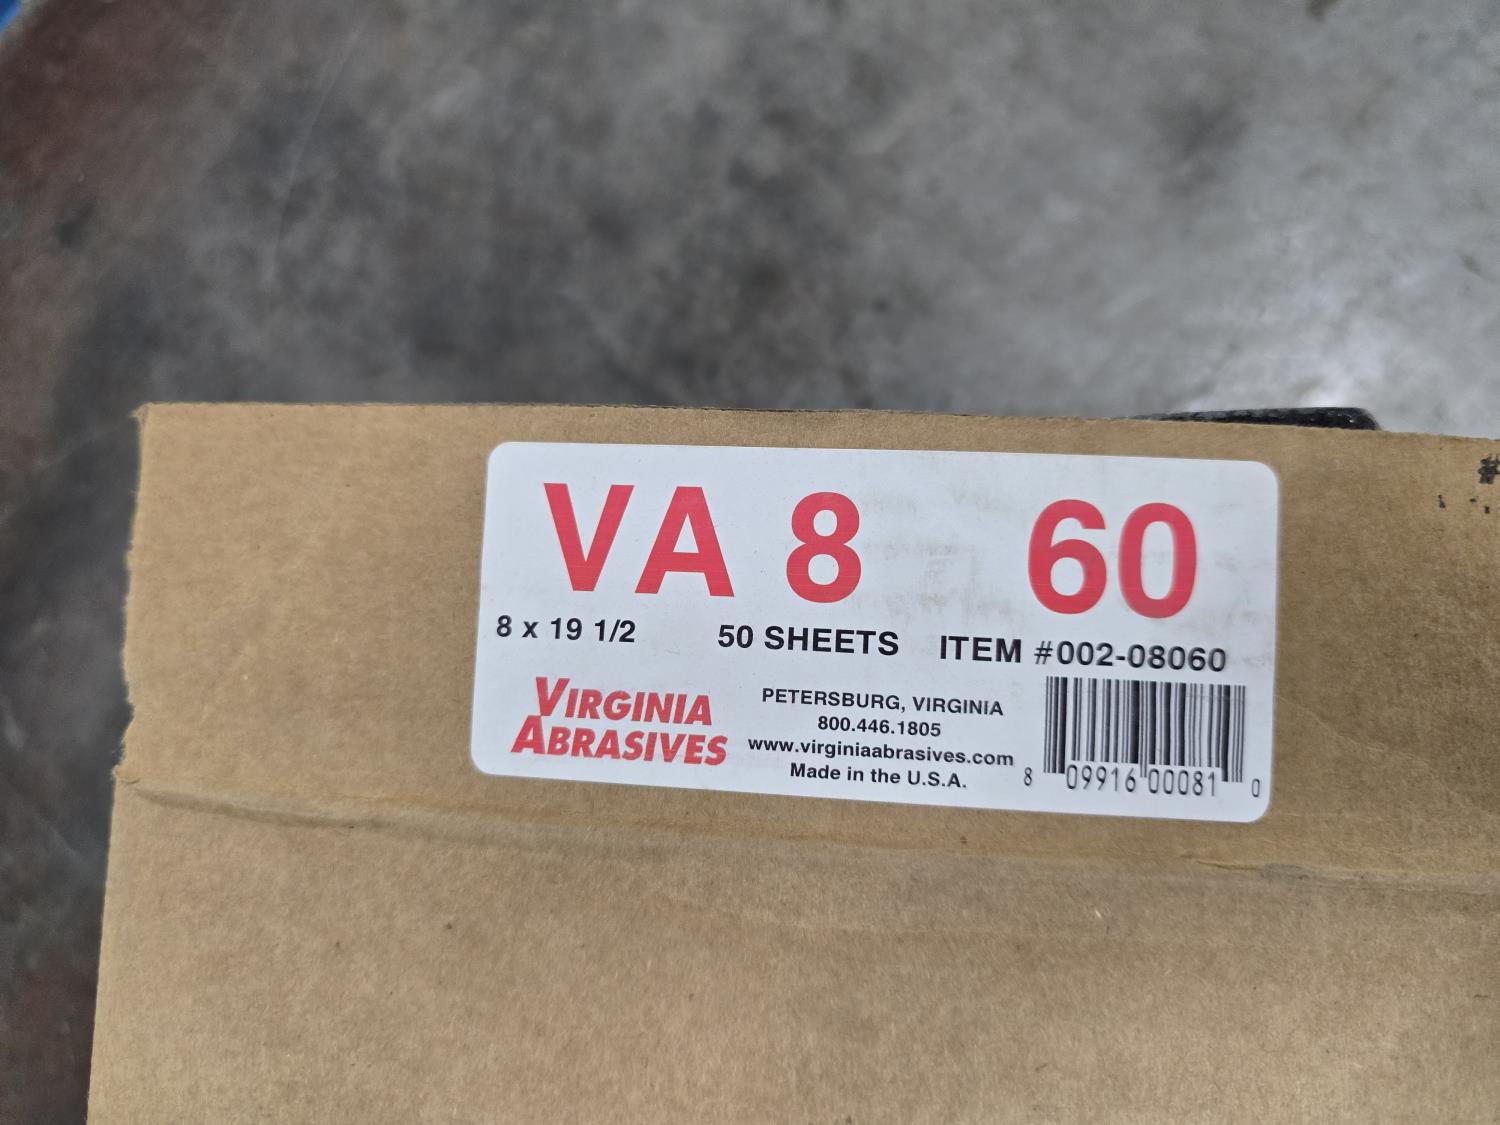 VA 8 60
8 x 19 1/2 50 SHEETS ITEM #002-08060
VIRGINIA
ABRASIVES
PETERSBURG, VIRGINIA
800.446.1805
www.virginiaabrasives.com
Made in the U.S.A.
8 09916 00081 0